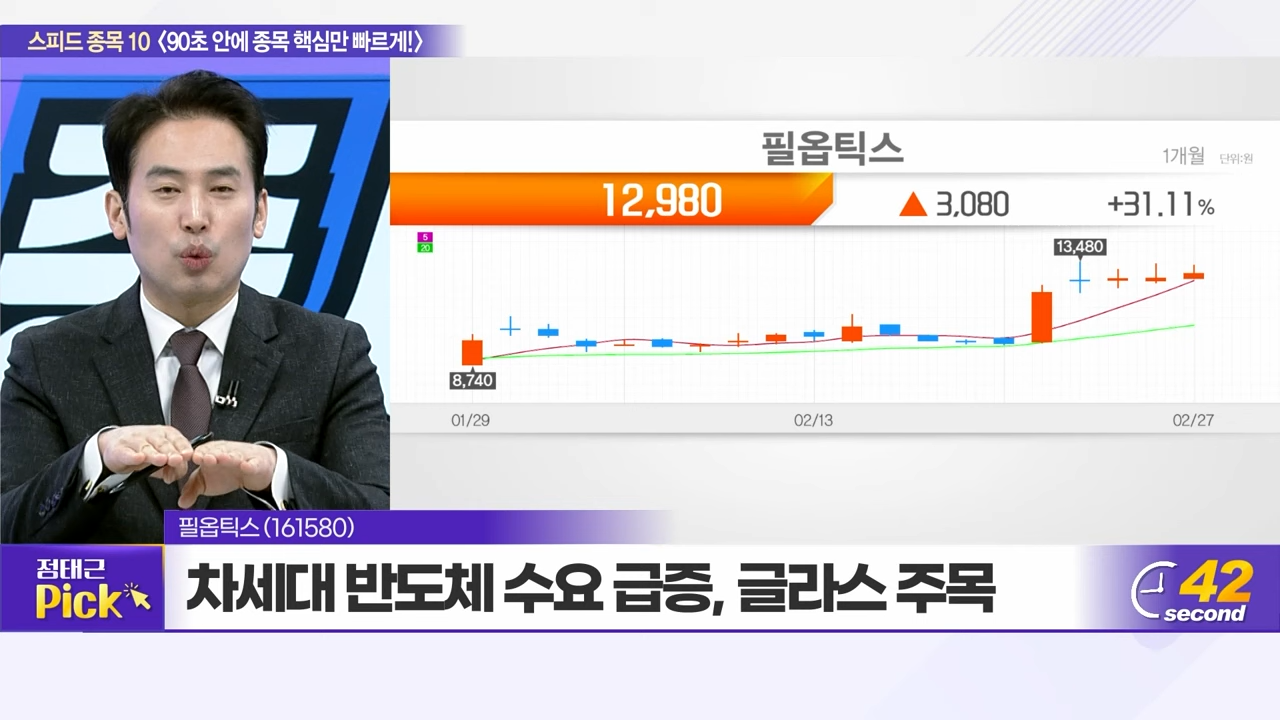 스피드 종목 10 〈90초 안에 종목 핵심만 빠르게!〉
필옵틱스
1개월 단위:원
12,980 ▲ 3,080 +31.11%
5
20
13,480
8,740
01/29 02/13 02/27
필옵틱스 (161580)
정태근
Pick
차세대 반도체 수요 급증, 글라스 주목
42
second